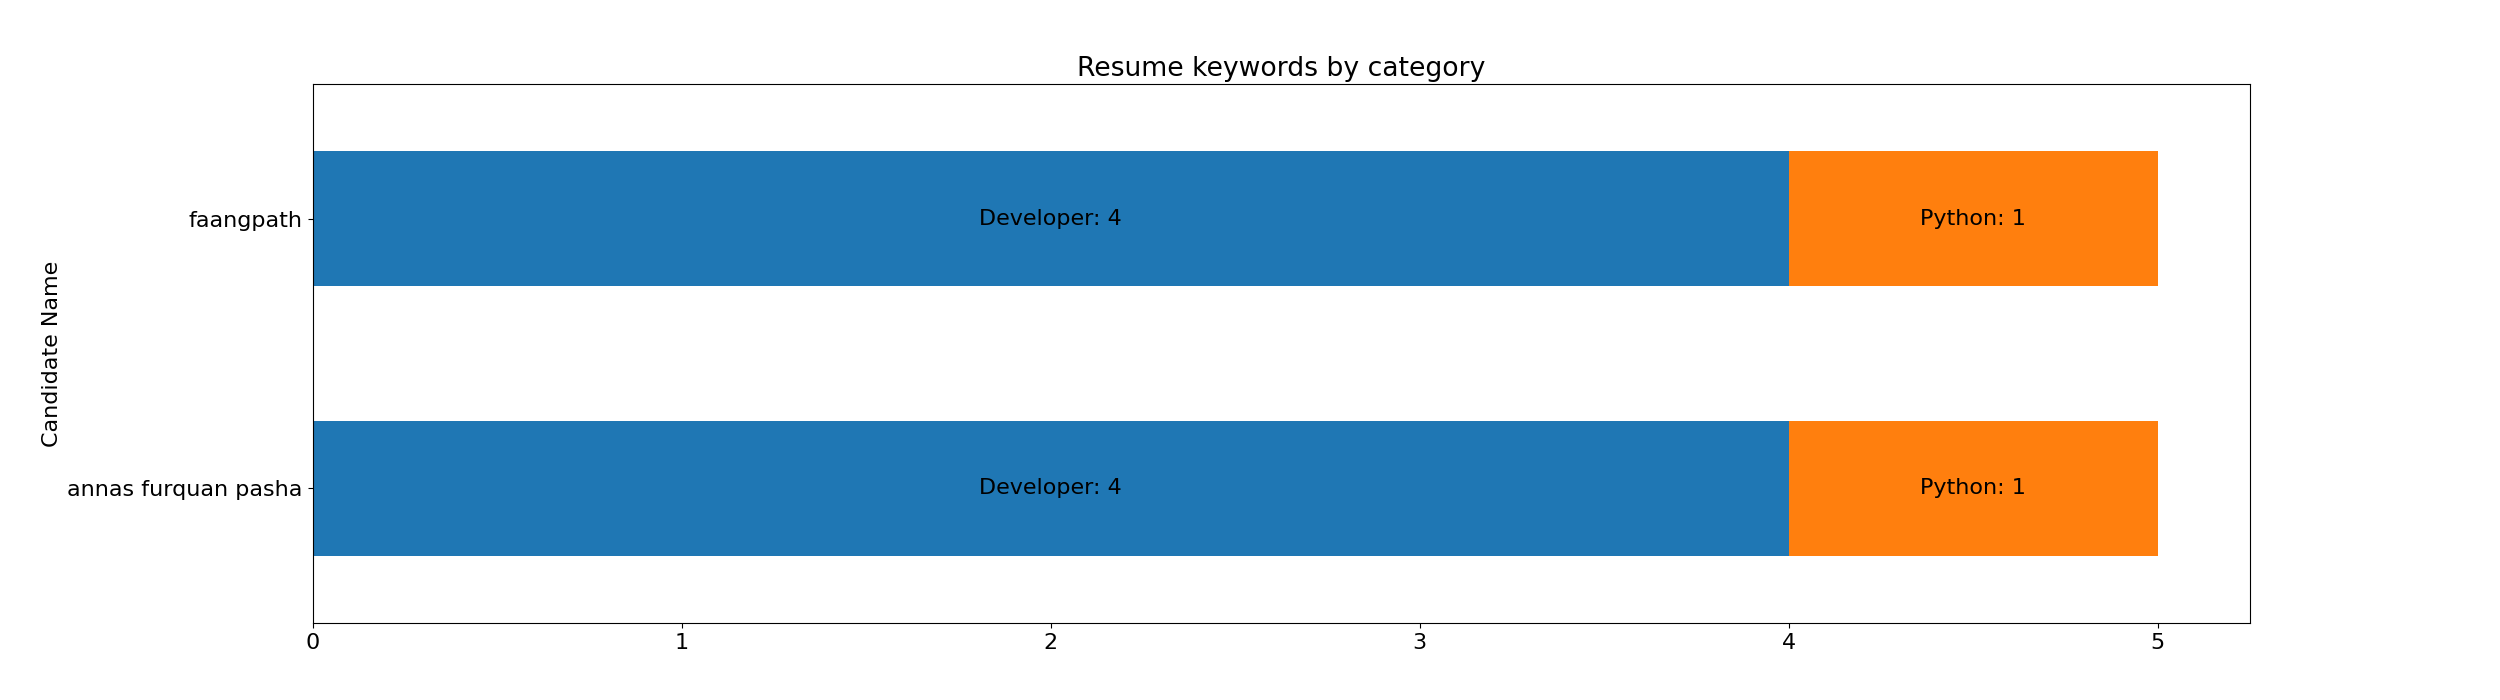 Resume keywords by category
faangpath
Developer: 4
Python: 1
Candidate Name
annas furquan pasha
Developer: 4
Python: 1
0
1
2
3
4
5